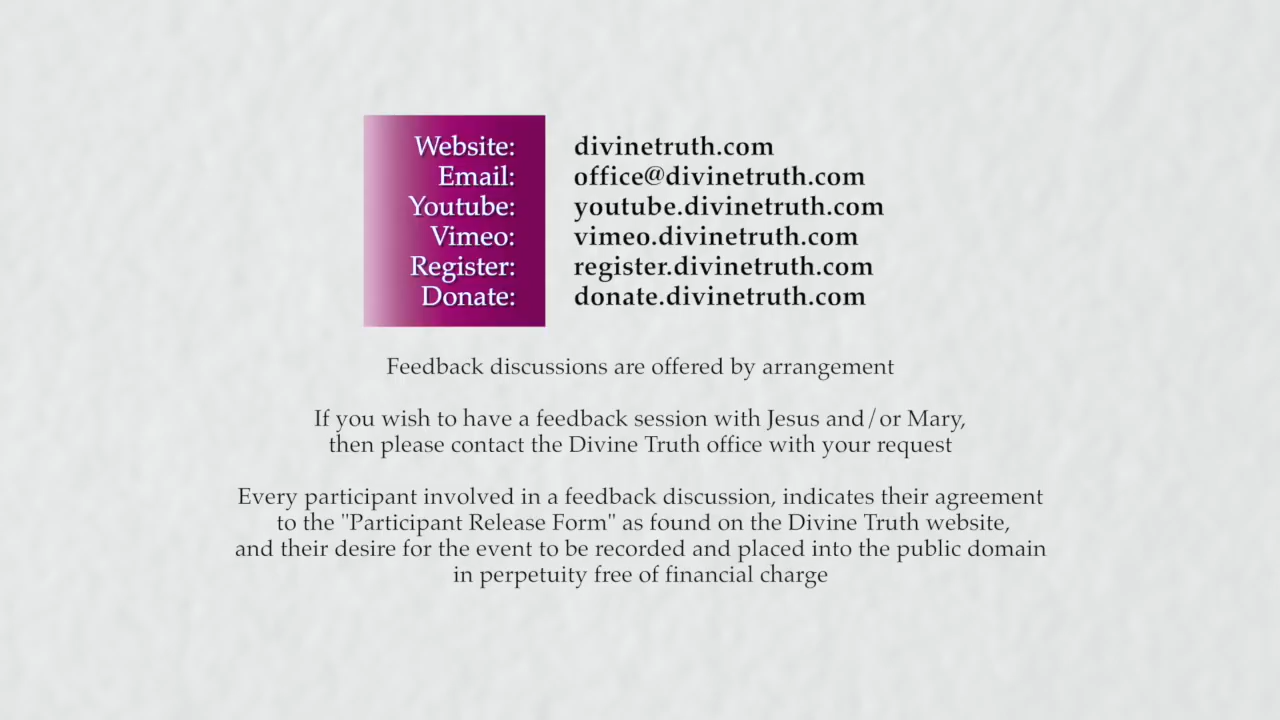 Website: divinetruth.com
Email: office@divinetruth.com
Youtube: youtube.divinetruth.com
Vimeo: vimeo.divinetruth.com
Register: register.divinetruth.com
Donate: donate.divinetruth.com
Feedback discussions are offered by arrangement
If you wish to have a feedback session with Jesus and/or Mary,
then please contact the Divine Truth office with your request
Every participant involved in a feedback discussion, indicates their agreement
to the "Participant Release Form" as found on the Divine Truth website,
and their desire for the event to be recorded and placed into the public domain
in perpetuity free of financial charge